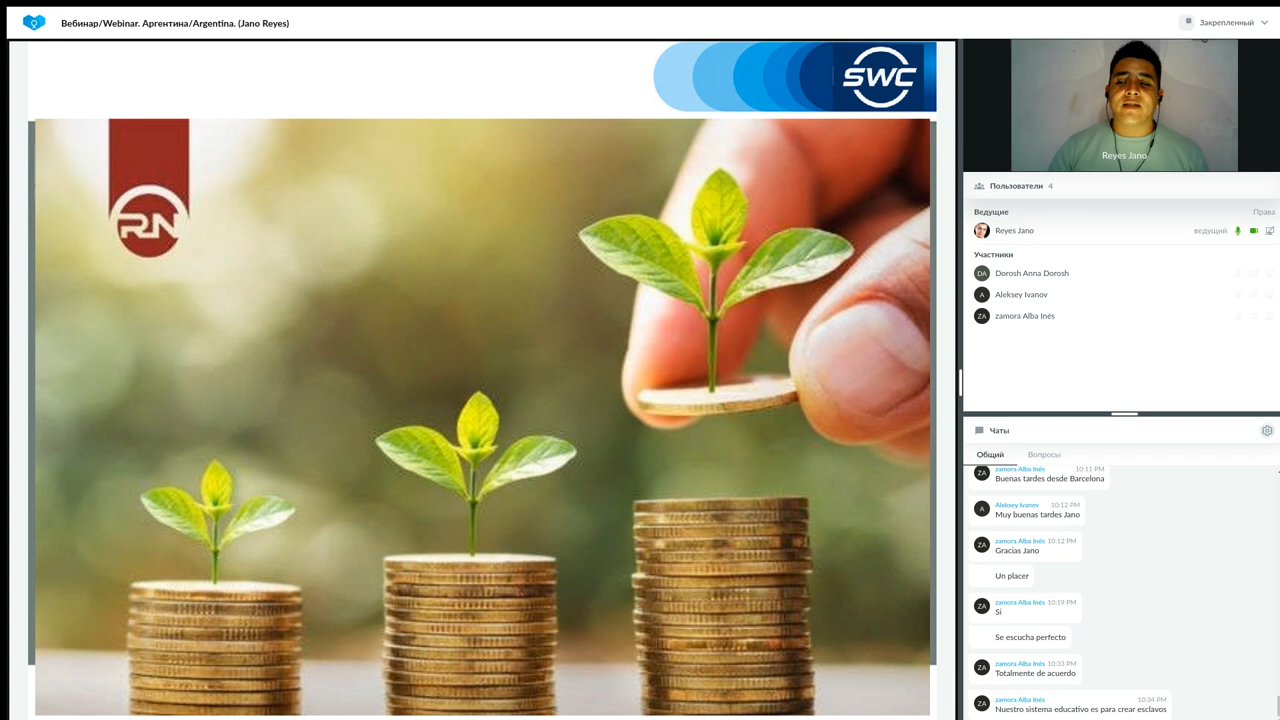 Вебинар/Webinar. Аргентина/Argentina. (Jano Reyes)
Закрепленный
SWC
RN
Reyes Jano
Пользователи 4
Ведущие Права
Reyes Jano ведущий
Участники
DA Dorosh Anna Dorosh
A Aleksey Ivanov
ZA zamora Alba Inés
Чаты
Общий Вопросы
ZA zamora Alba Inés 10:11 PM
Buenas tardes desde Barcelona
A Aleksey Ivanov 10:12 PM
Muy buenas tardes Jano
ZA zamora Alba Inés 10:12 PM
Gracias Jano
Un placer
ZA zamora Alba Inés 10:19 PM
Si
Se escucha perfecto
ZA zamora Alba Inés 10:33 PM
Totalmente de acuerdo
ZA zamora Alba Inés 10:34 PM
Nuestro sistema educativo es para crear esclavos